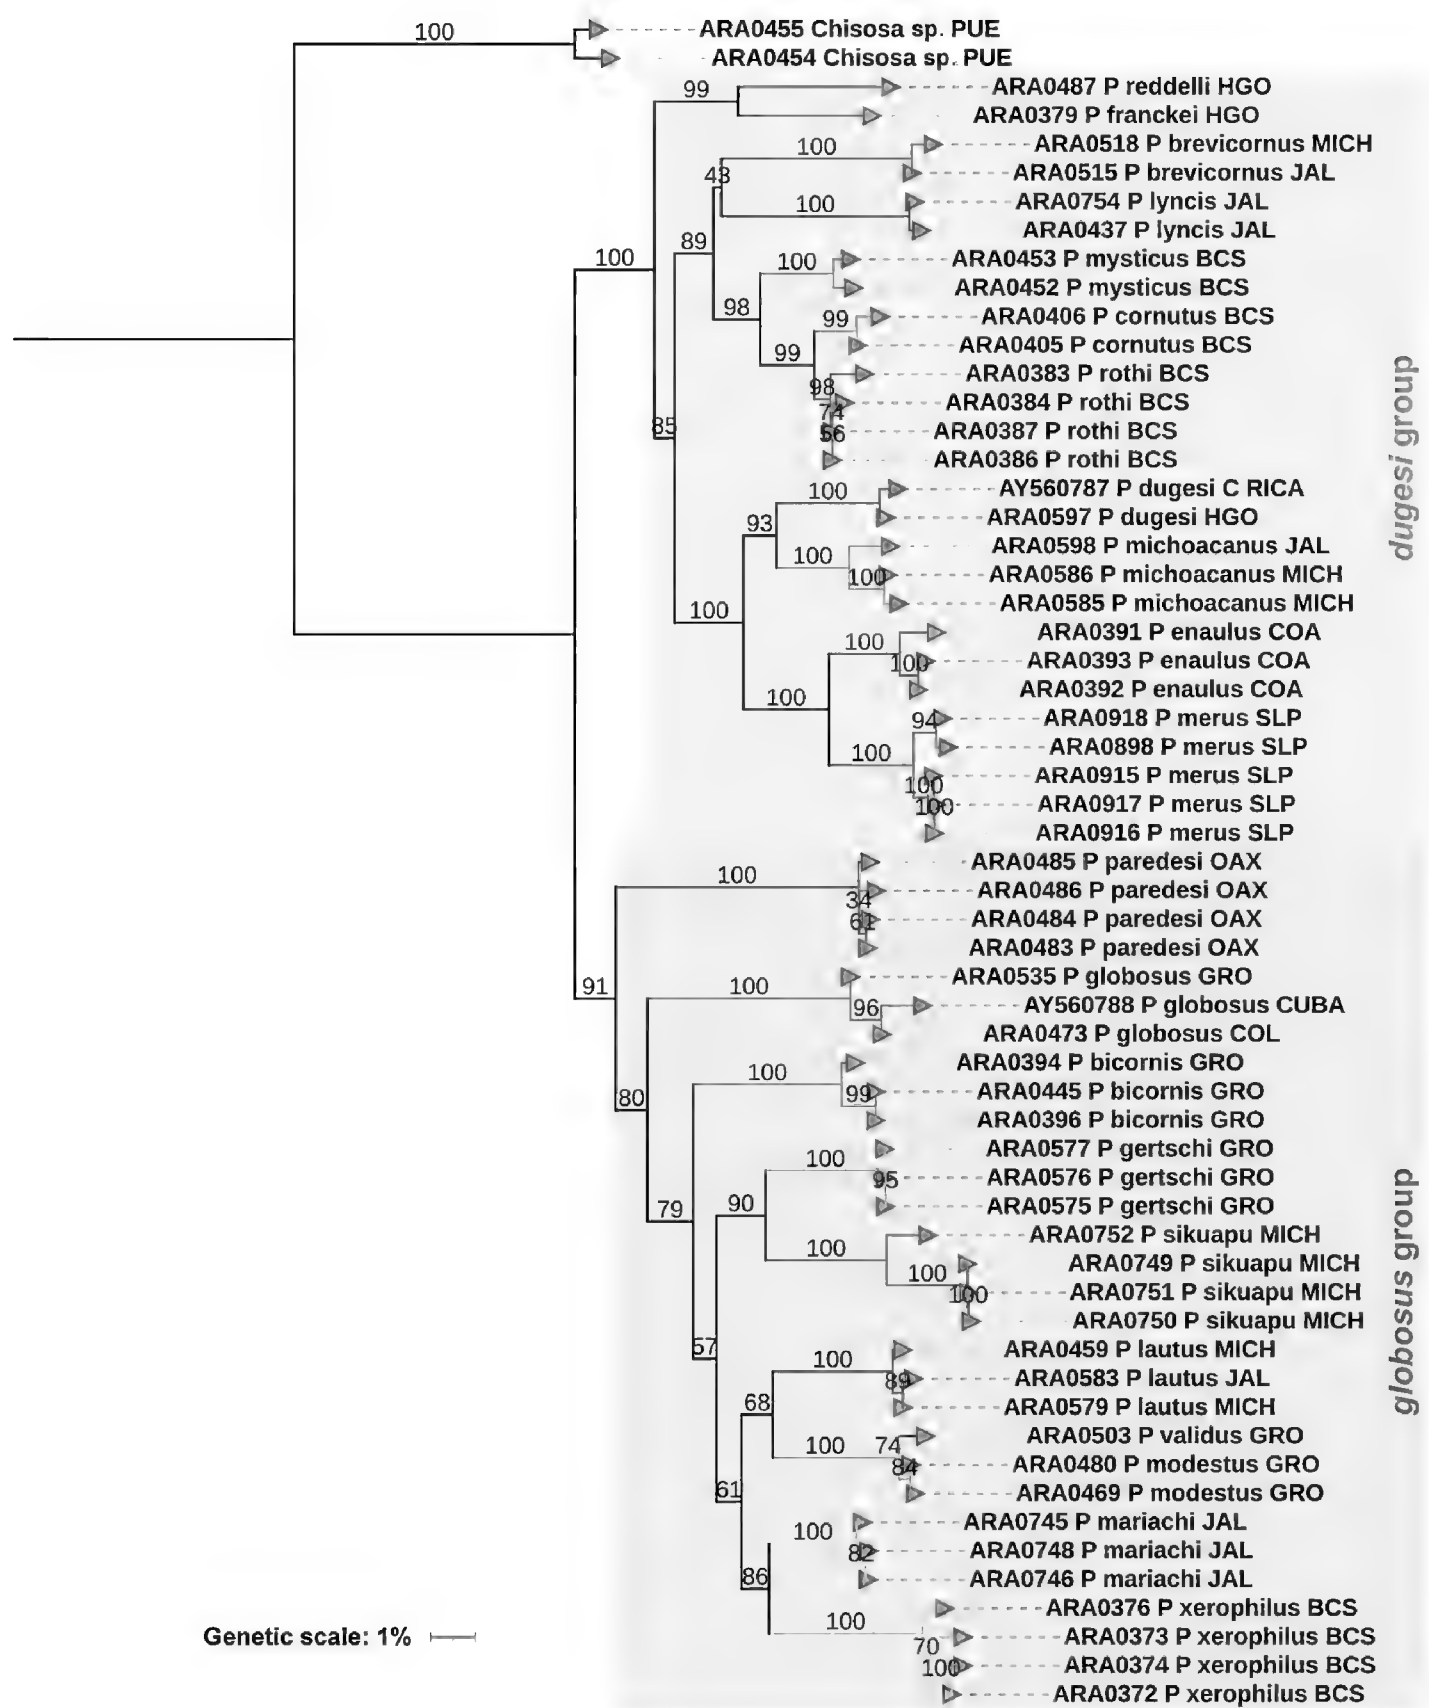 100
ARA0455 Chisosa sp. PUE
ARA0454 Chisosa sp. PUE
99
ARA0487 P reddelli HGO
ARA0379 P franckei HGO
100
ARA0518 P brevicornus MICH
43
ARA0515 P brevicornus JAL
100
ARA0754 P lyncis JAL
ARA0437 P lyncis JAL
89
100
100
ARA0453 P mysticus BCS
ARA0452 P mysticus BCS
98
99
ARA0406 P cornutus BCS
ARA0405 P cornutus BCS
99
ARA0383 P rothi BCS
98
ARA0384 P rothi BCS
74
85
56
ARA0387 P rothi BCS
ARA0386 P rothi BCS
dugesi group
100
AY560787 P dugesi C RICA
93
ARA0597 P dugesi HGO
100
ARA0598 P michoacanus JAL
100
ARA0586 P michoacanus MICH
100
ARA0585 P michoacanus MICH
100
ARA0391 P enaulus COA
100
ARA0393 P enaulus COA
100
ARA0392 P enaulus COA
94
ARA0918 P merus SLP
100
ARA0898 P merus SLP
100
ARA0915 P merus SLP
100
ARA0917 P merus SLP
ARA0916 P merus SLP
100
ARA0485 P paredesi OAX
34
ARA0486 P paredesi OAX
61
ARA0484 P paredesi OAX
ARA0483 P paredesi OAX
91
100
ARA0535 P globosus GRO
96
AY560788 P globosus CUBA
ARA0473 P globosus COL
100
ARA0394 P bicornis GRO
80
99
ARA0445 P bicornis GRO
ARA0396 P bicornis GRO
100
ARA0577 P gertschi GRO
95
ARA0576 P gertschi GRO
79
90
ARA0575 P gertschi GRO
100
ARA0752 P sikuapu MICH
100
ARA0749 P sikuapu MICH
100
ARA0751 P sikuapu MICH
ARA0750 P sikuapu MICH
globosus group
57
100
ARA0459 P lautus MICH
89
ARA0583 P lautus JAL
68
ARA0579 P lautus MICH
100
74
ARA0503 P validus GRO
84
ARA0480 P modestus GRO
61
ARA0469 P modestus GRO
100
ARA0745 P mariachi JAL
82
ARA0748 P mariachi JAL
86
ARA0746 P mariachi JAL
100
ARA0376 P xerophilus BCS
70
ARA0373 P xerophilus BCS
100
ARA0374 P xerophilus BCS
ARA0372 P xerophilus BCS
Genetic scale: 1%